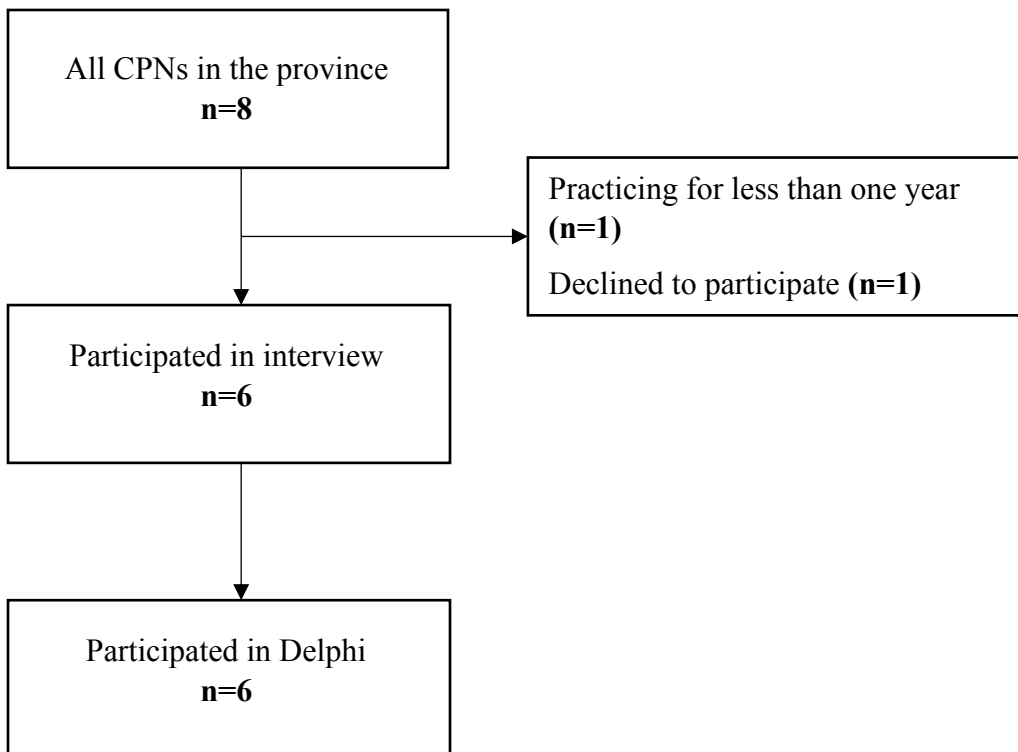 All CPNs in the province
n=8
Practicing for less than one year
(n=1)
Declined to participate (n=1)
Participated in interview
n=6
Participated in Delphi
n=6